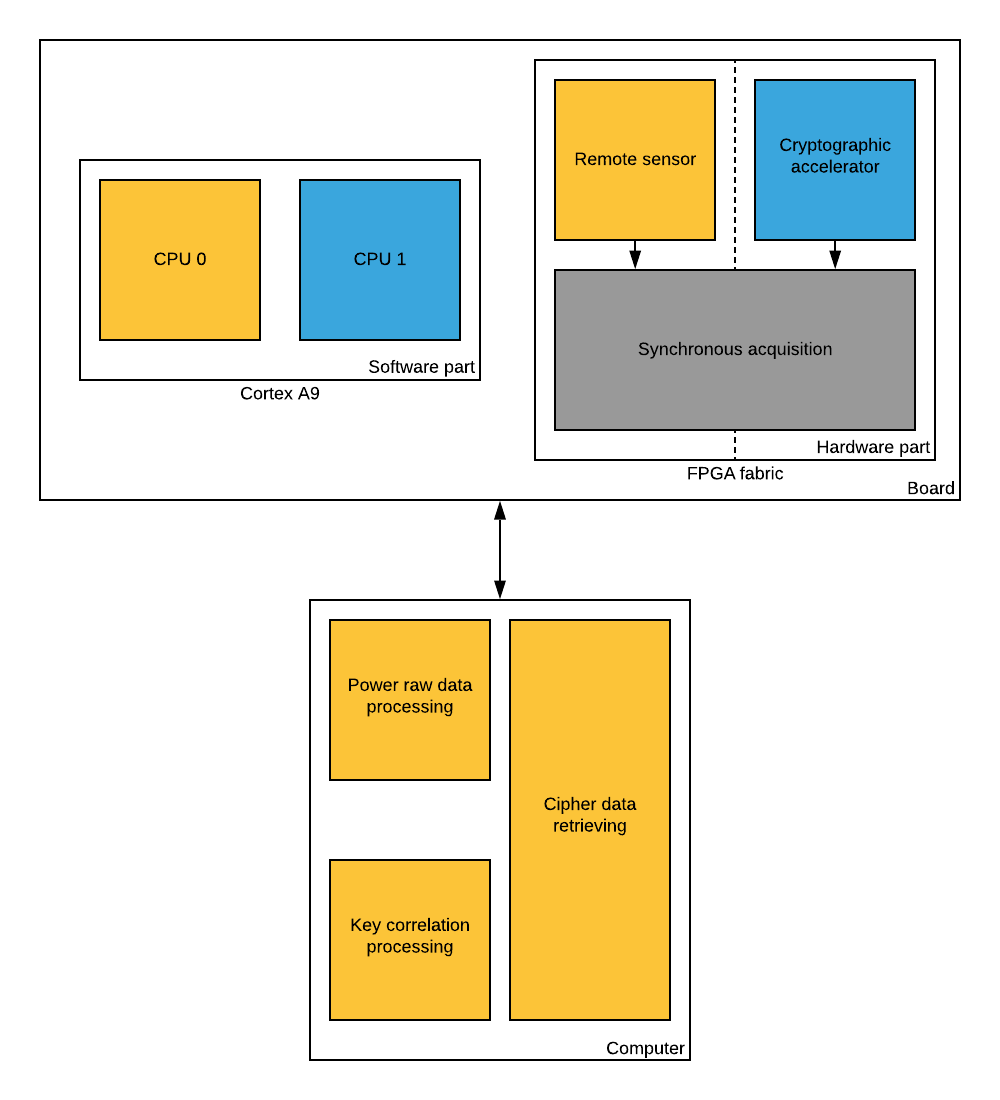 Remote sensor
Cryptographic
accelerator
CPU 0
CPU 1
Synchronous acquisition
Software part
Cortex A9
Hardware part
FPGA fabric
Board
Power raw data
processing
Cipher data
retrieving
Key correlation
processing
Computer